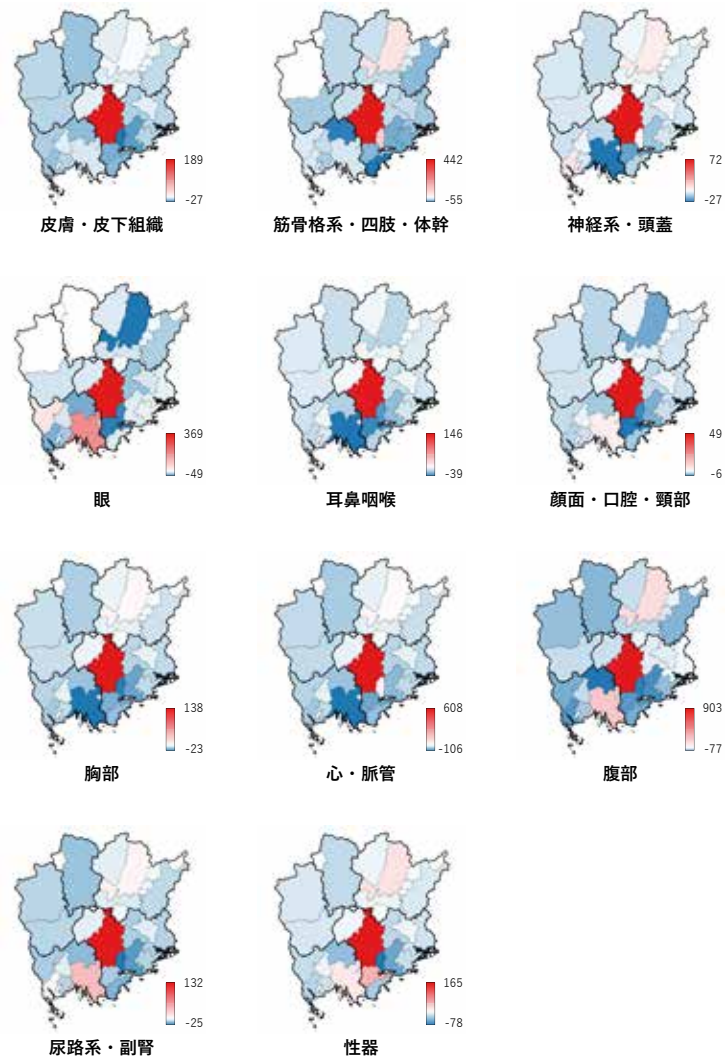 189
-27
皮膚・皮下組織
442
-55
筋骨格系・四肢・体幹
72
-27
神経系・頭蓋
369
-49
眼
146
-39
耳鼻咽喉
49
-6
顔面・口腔・頸部
138
-23
胸部
608
-106
心・脈管
903
-77
腹部
132
-25
尿路系・副腎
165
-78
性器